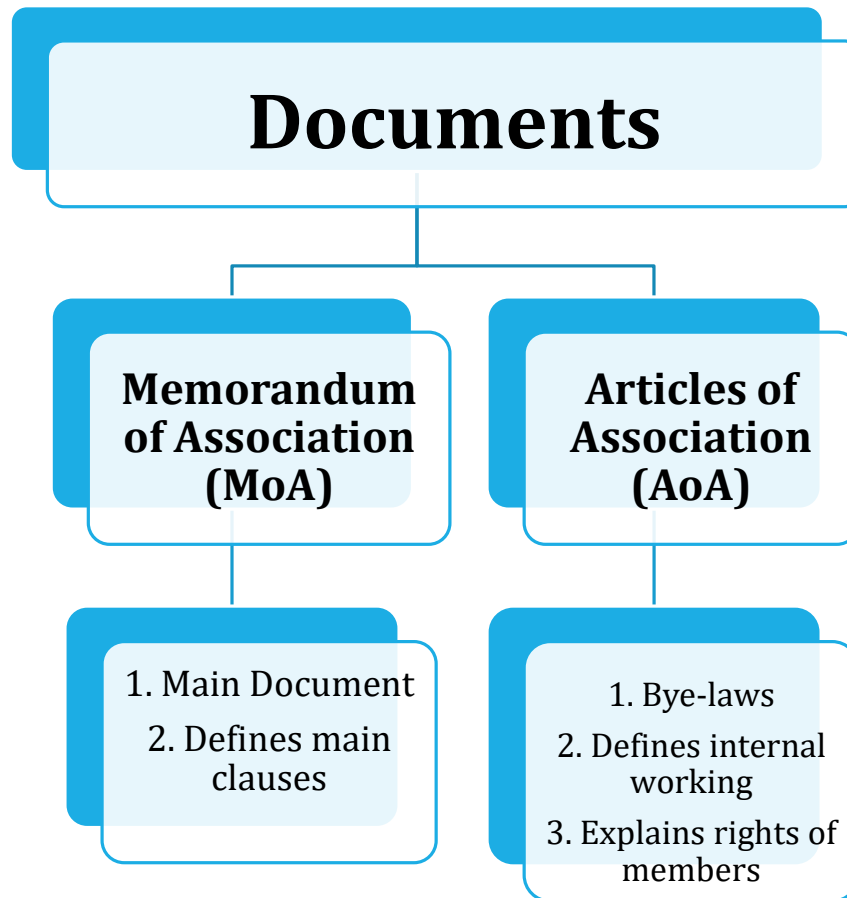 Documents
Memorandum
of Association
(MoA)
Articles of
Association
(AoA)
1. Main Document
2. Defines main
clauses
1. Bye-laws
2. Defines internal
working
3. Explains rights of
members